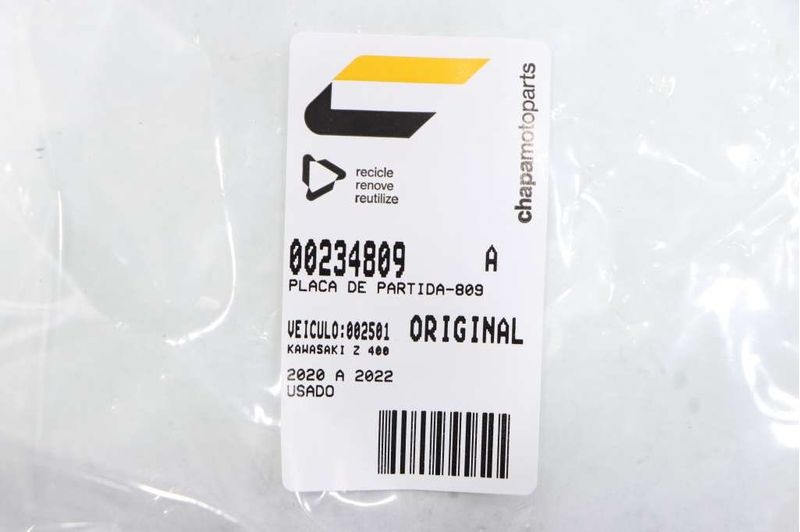 chapamotoparts
recicle
renove
reutilize
00234809 A
PLACA DE PARTIDA-809
VEICULO:002501 ORIGINAL
KAWASAKI Z 400
2020 A 2022
USADO